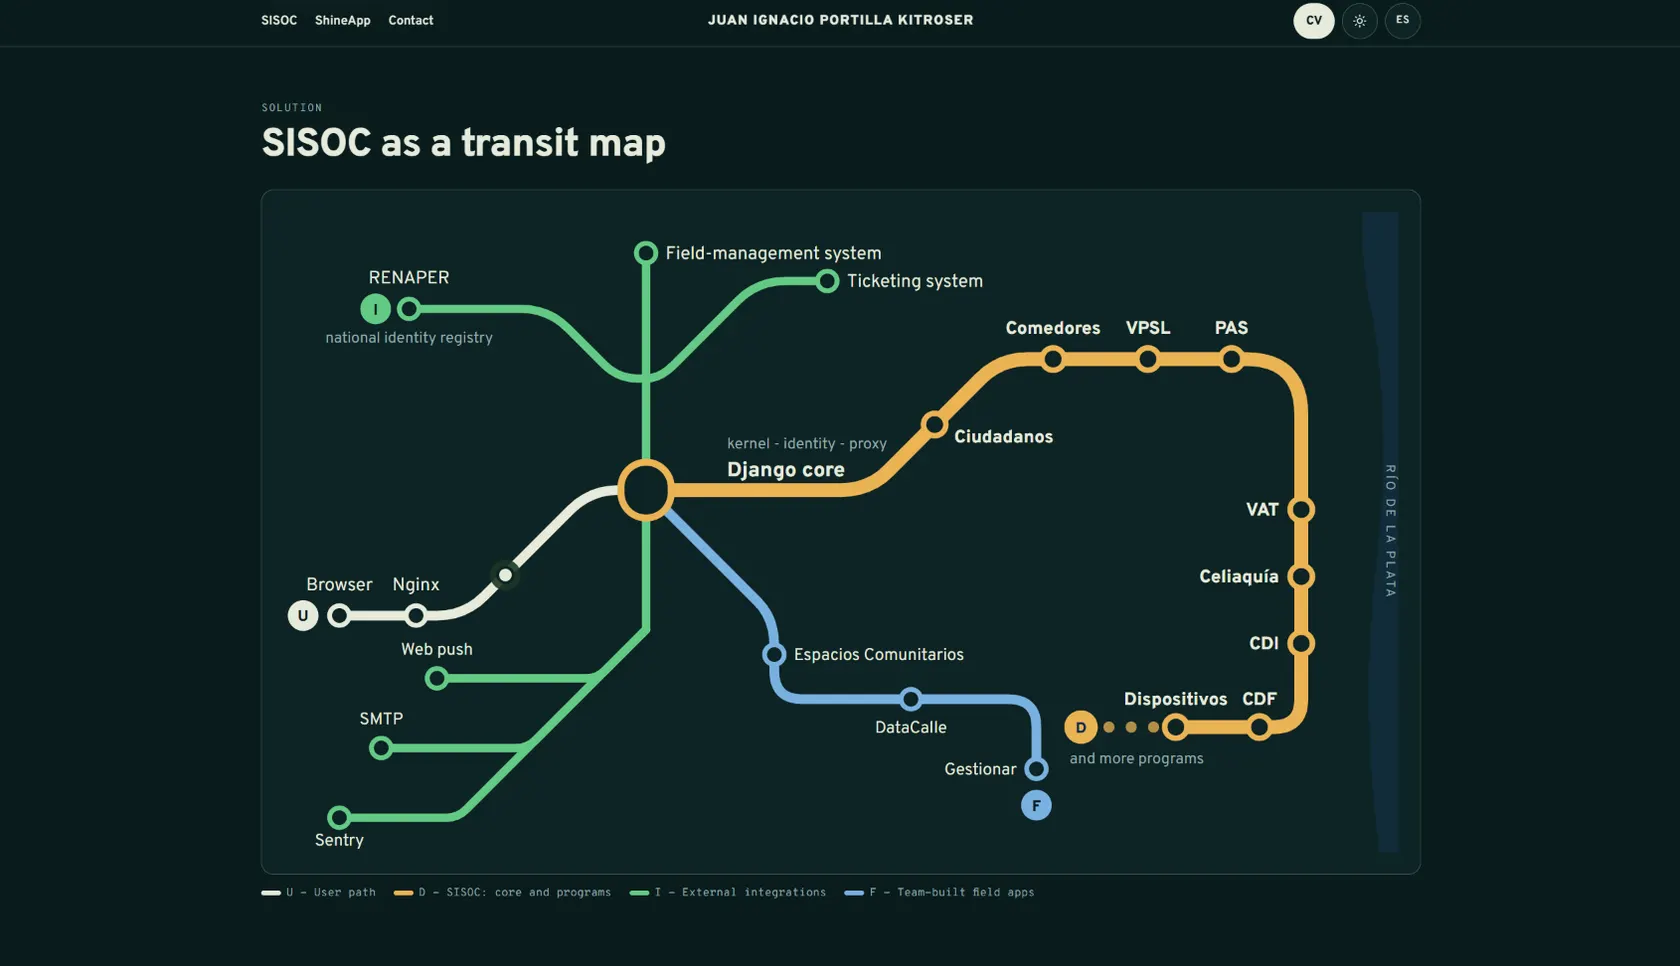 SISOC ShineApp Contact
JUAN IGNACIO PORTILLA KITROSER
CV
ES
SOLUTION
SISOC as a transit map
Field-management system
Ticketing system
RENAPER
I
national identity registry
Comedores VPSL PAS
Ciudadanos
kernel - identity - proxy
Django core
VAT
RÍO DE LA PLATA
Celiaquía
Browser Nginx
U
Web push
CDI
Espacios Comunitarios
Dispositivos CDF
SMTP
DataCalle
D
and more programs
Gestionar
F
Sentry
U - User path
D - SISOC: core and programs
I - External integrations
F - Team-built field apps